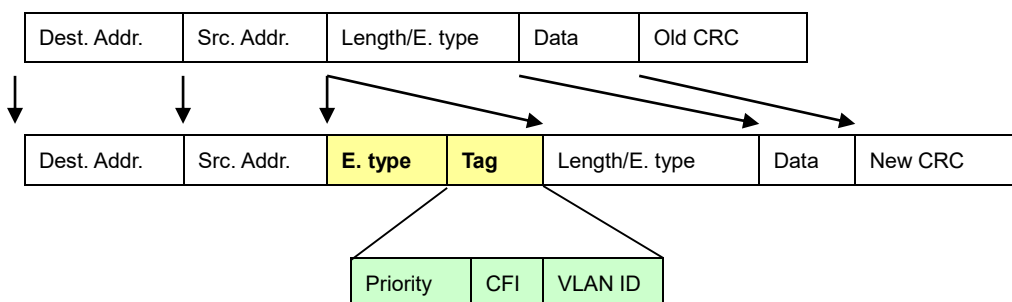 Dest. Addr. Src. Addr. Length/E. type Data Old CRC
Dest. Addr. Src. Addr. E. type Tag Length/E. type Data New CRC
Priority CFI VLAN ID